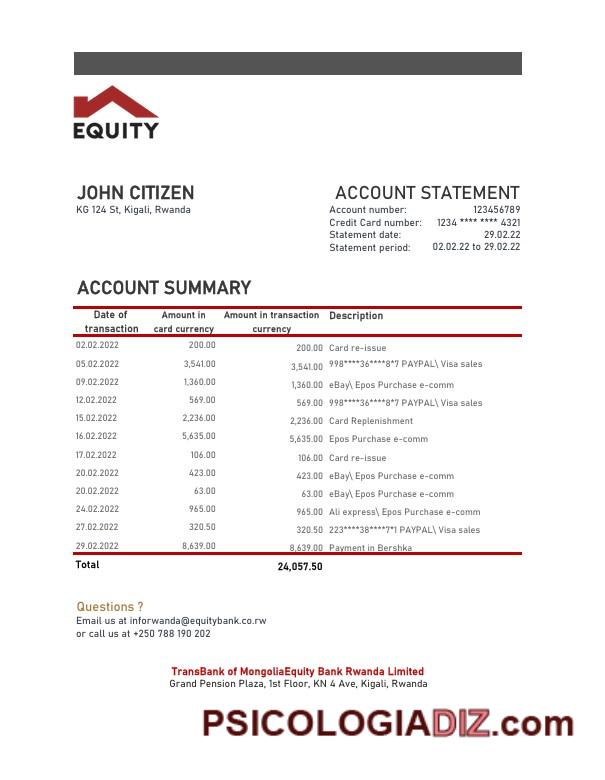 EQUITY
JOHN CITIZEN
KG 124 St, Kigali, Rwanda
ACCOUNT STATEMENT
Account number: 123456789
Credit Card number: 1234 **** **** 4321
Statement date: 29.02.22
Statement period: 02.02.22 to 29.02.22
ACCOUNT SUMMARY
Date of transaction Amount in card currency Amount in transaction currency Description
02.02.2022 200.00 200.00 Card re-issue
05.02.2022 3,541.00 3,541.00 998****36****8*7 PAYPAL\ Visa sales
09.02.2022 1,360.00 1,360.00 eBay\ Epos Purchase e-comm
12.02.2022 569.00 569.00 998****36****8*7 PAYPAL\ Visa sales
15.02.2022 2,236.00 2,236.00 Card Replenishment
16.02.2022 5,635.00 5,635.00 Epos Purchase e-comm
17.02.2022 106.00 106.00 Card re-issue
20.02.2022 423.00 423.00 eBay\ Epos Purchase e-comm
20.02.2022 63.00 63.00 eBay\ Epos Purchase e-comm
24.02.2022 965.00 965.00 Ali express\ Epos Purchase e-comm
27.02.2022 320.50 320.50 223****38****7*1 PAYPAL\ Visa sales
29.02.2022 8,639.00 8,639.00 Payment in Bershka
Total 24,057.50
Questions ?
Email us at inforwanda@equitybank.co.rw
or call us at +250 788 190 202
TransBank of MongoliaEquity Bank Rwanda Limited
Grand Pension Plaza, 1st Floor, KN 4 Ave, Kigali, Rwanda
PSICOLOGIADIZ.com